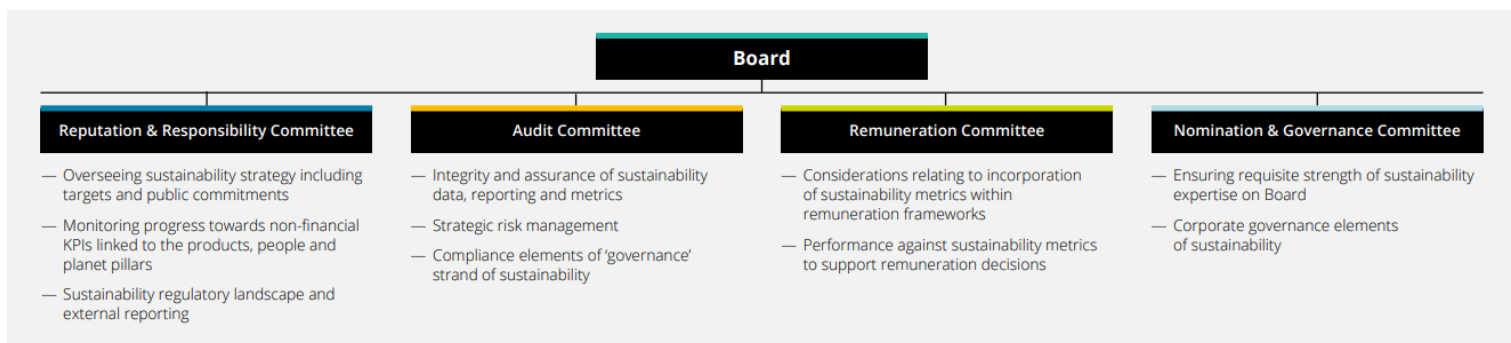 Board
Reputation & Responsibility Committee
— Overseeing sustainability strategy including
targets and public commitments
— Monitoring progress towards non-financial
KPIs linked to the products, people and
planet pillars
— Sustainability regulatory landscape and
external reporting
Audit Committee
— Integrity and assurance of sustainability
data, reporting and metrics
— Strategic risk management
— Compliance elements of ‘governance’
strand of sustainability
Remuneration Committee
— Considerations relating to incorporation
of sustainability metrics within
remuneration frameworks
— Performance against sustainability metrics
to support remuneration decisions
Nomination & Governance Committee
— Ensuring requisite strength of sustainability
expertise on Board
— Corporate governance elements
of sustainability